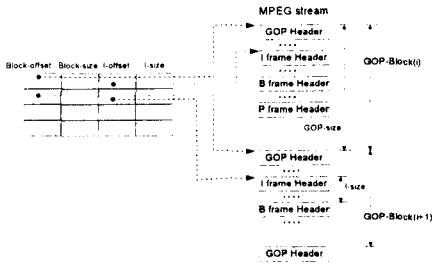 MPEG stream
GOP Header
I frame Header
B frame Header
P frame Header
GOP-size
GOP-Block(i)
Block-offset Block-size I-offset I-size
GOP Header
I frame Header
I-size
B frame Header
GOP-Block(i+1)
GOP Header